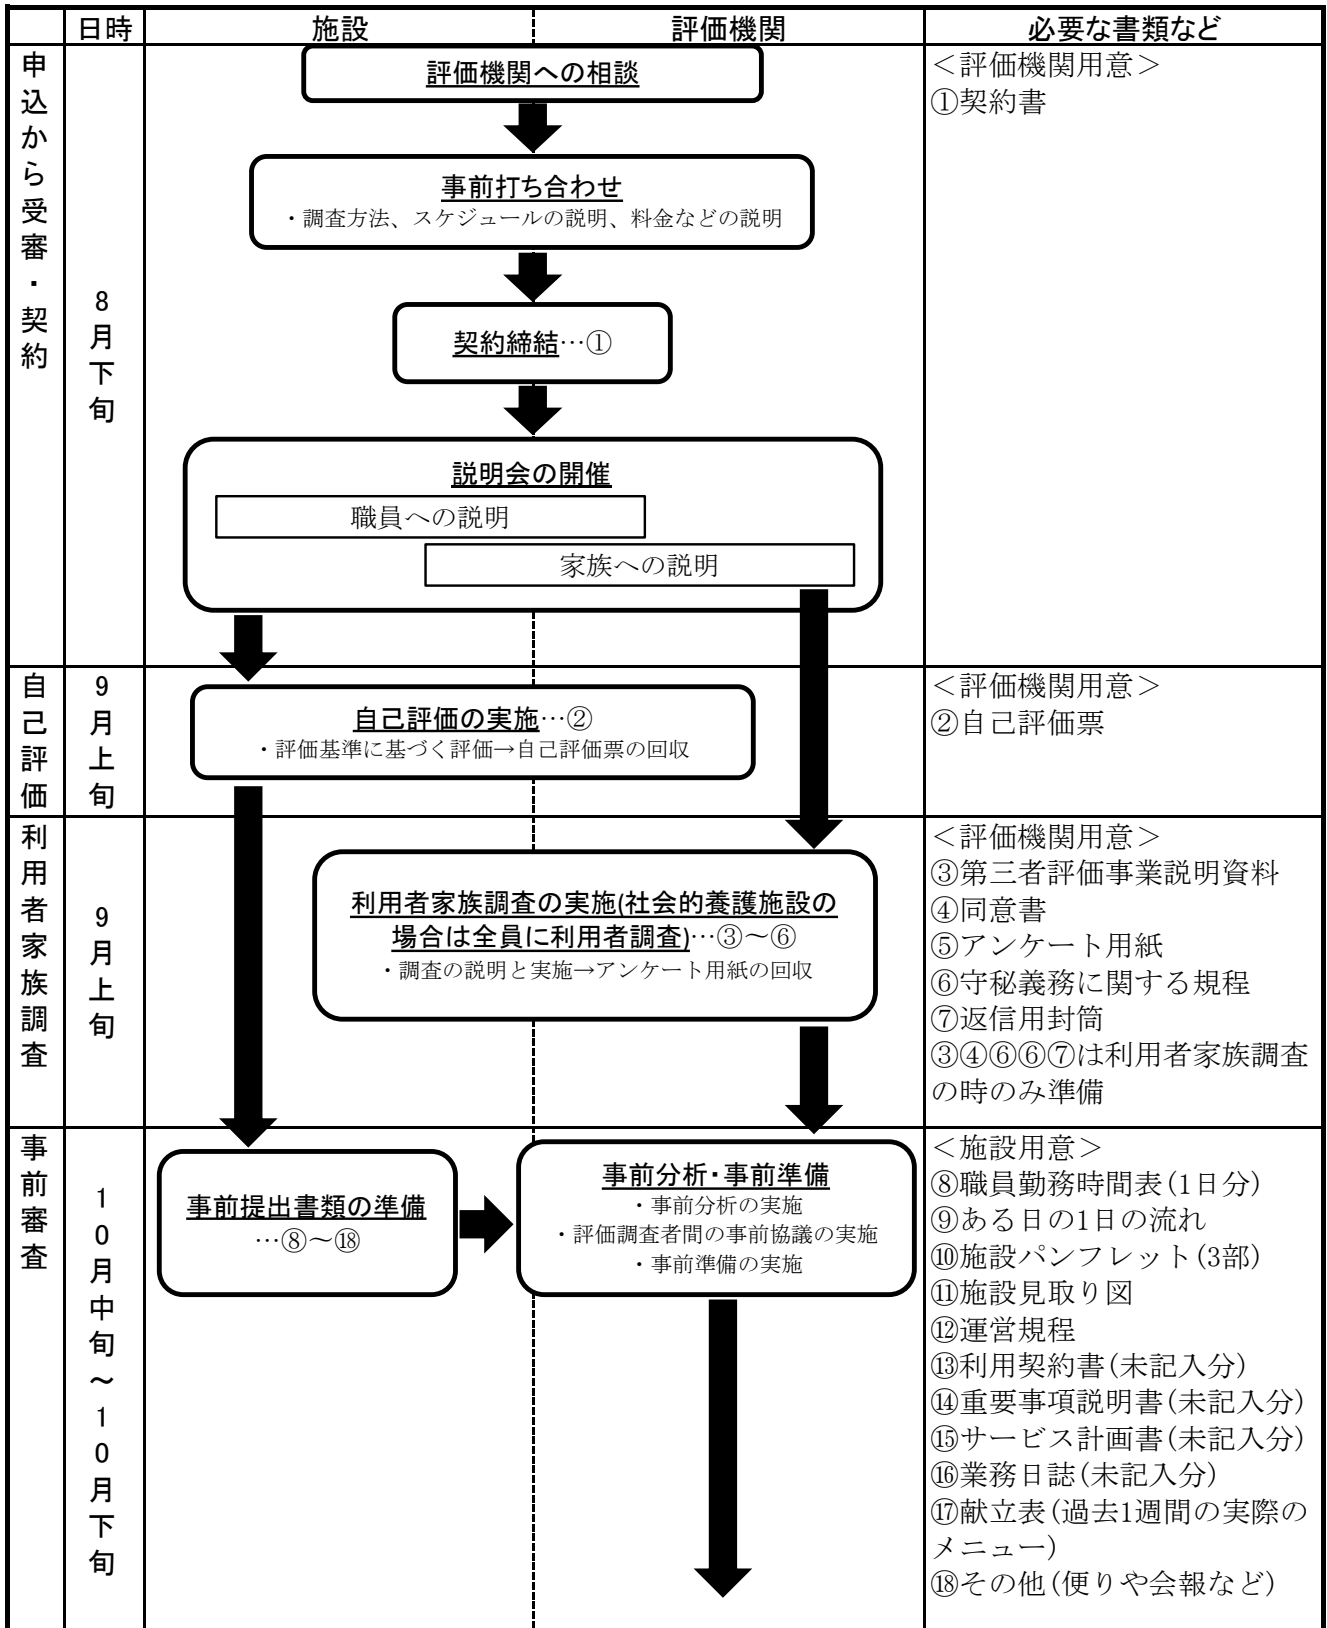 日時
施設
評価機関
必要な書類など
申込から受審・契約
8月下旬
評価機関への相談
事前打ち合わせ
・調査方法、スケジュールの説明、料金などの説明
契約締結…①
説明会の開催
職員への説明
家族への説明
＜評価機関用意＞
①契約書
自己評価
9月上旬
自己評価の実施…②
・評価基準に基づく評価→自己評価票の回収
＜評価機関用意＞
②自己評価票
利用者家族調査
9月上旬
利用者家族調査の実施(社会的養護施設の
場合は全員に利用者調査)…③～⑥
・調査の説明と実施→アンケート用紙の回収
＜評価機関用意＞
③第三者評価事業説明資料
④同意書
⑤アンケート用紙
⑥守秘義務に関する規程
⑦返信用封筒
③④⑥⑥⑦は利用者家族調査
の時のみ準備
事前審査
10月中旬～10月下旬
事前提出書類の準備
…⑧～⑱
事前分析・事前準備
・事前分析の実施
・評価調査者間の事前協議の実施
・事前準備の実施
＜施設用意＞
⑧職員勤務時間表(1日分)
⑨ある日の1日の流れ
⑩施設パンフレット(3部)
⑪施設見取り図
⑫運営規程
⑬利用契約書(未記入分)
⑭重要事項説明書(未記入分)
⑮サービス計画書(未記入分)
⑯業務日誌(未記入分)
⑰献立表(過去1週間の実際の
メニュー)
⑱その他(便りや会報など)